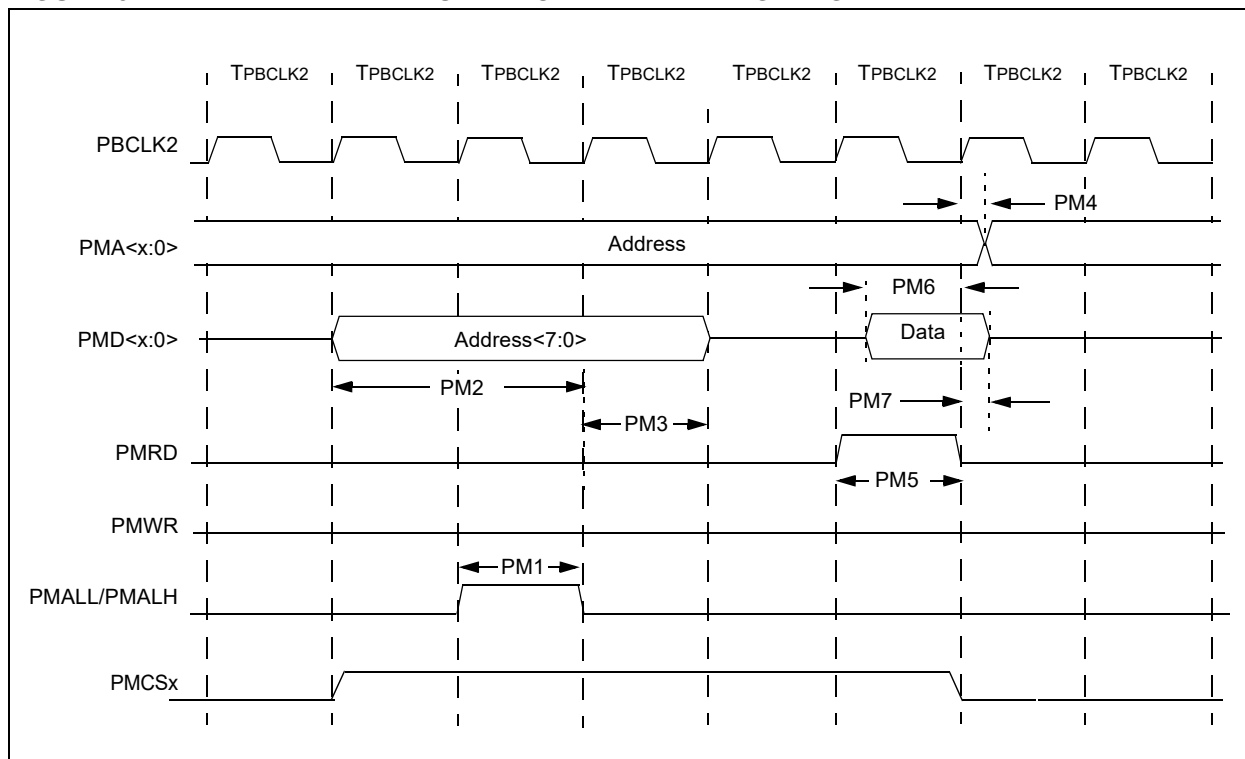 TPBCLK2 TPBCLK2 TPBCLK2 TPBCLK2 TPBCLK2 TPBCLK2 TPBCLK2 TPBCLK2
PBCLK2
PM4
PMA<x:0>
Address
PM6
PMD<x:0>
Address<7:0>
Data
PM2
PM7
PM3
PMRD
PM5
PMWR
PM1
PMALL/PMALH
PMCSx